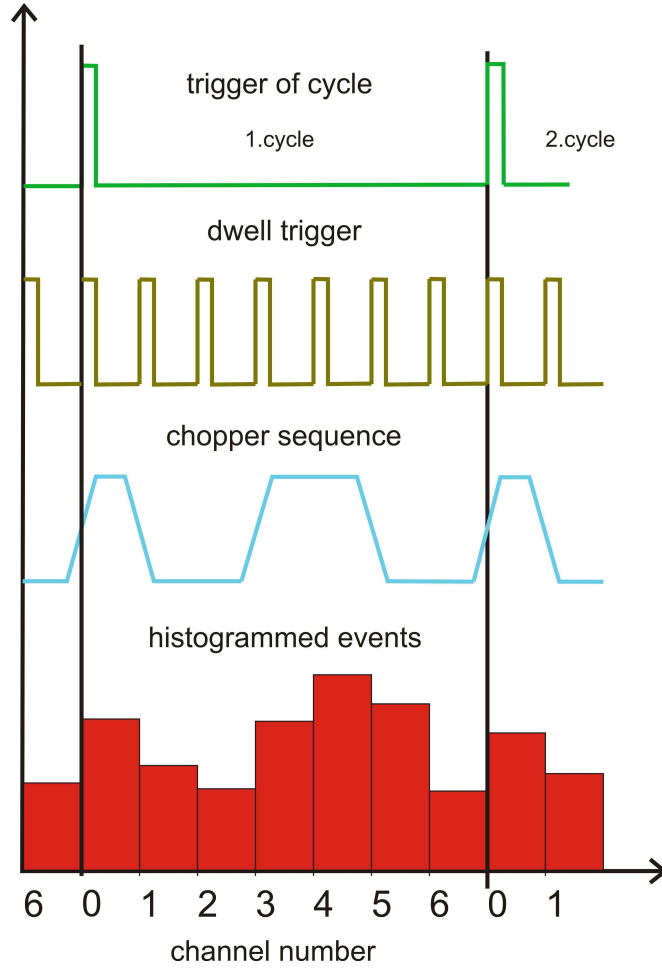 trigger of cycle
1.cycle
2.cycle
dwell trigger
chopper sequence
histogrammed events
6 0 1 2 3 4 5 6 0 1
channel number